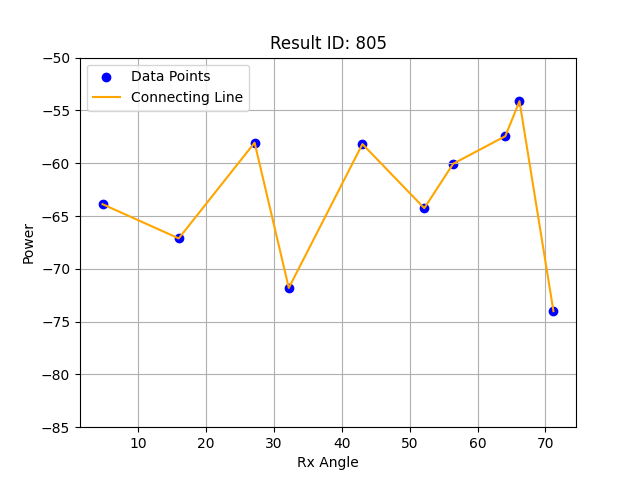 Result ID: 805
Data Points
Connecting Line
Power
−50
−55
−60
−65
−70
−75
−80
−85
10 20 30 40 50 60 70
Rx Angle